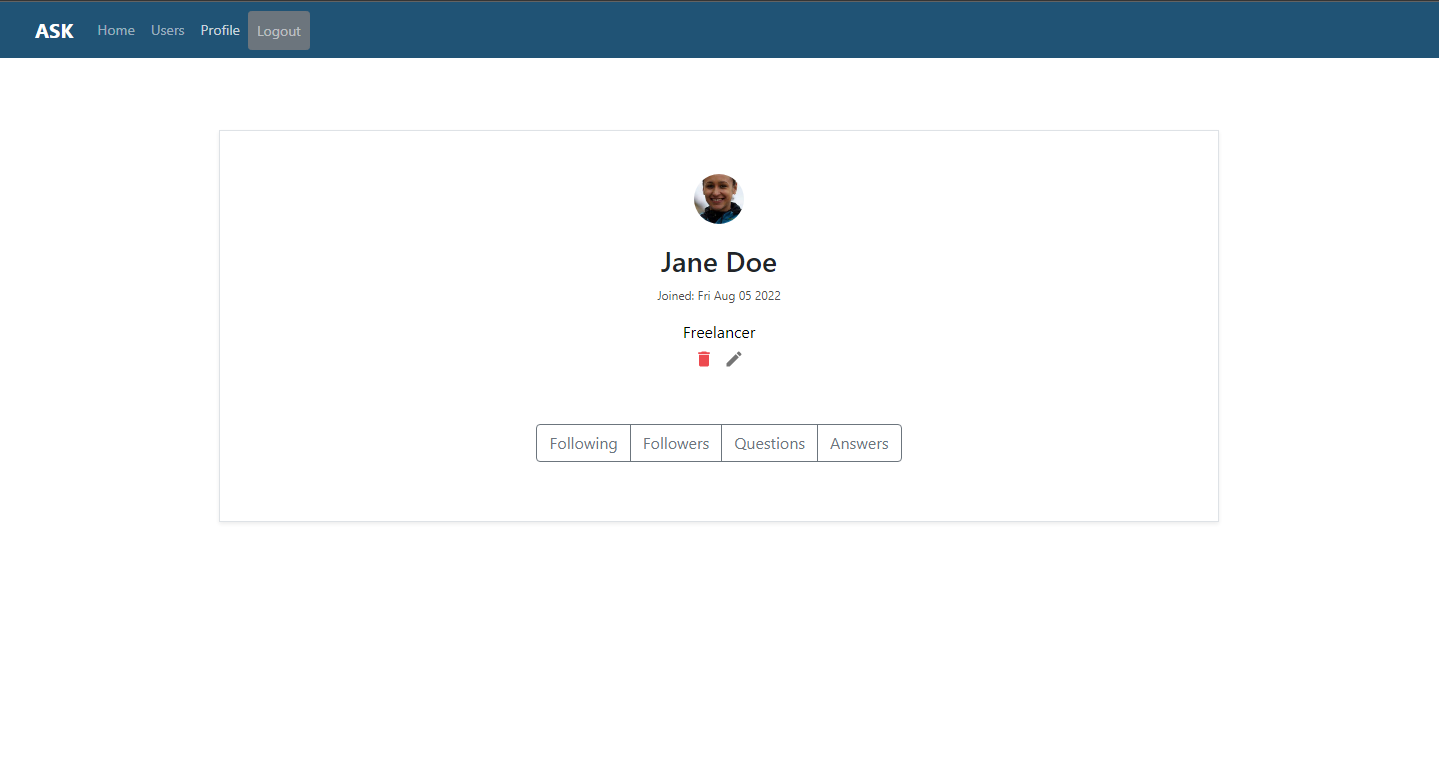 ASK Home Users Profile Logout
Jane Doe
Joined: Fri Aug 05 2022
Freelancer
Following Followers Questions Answers